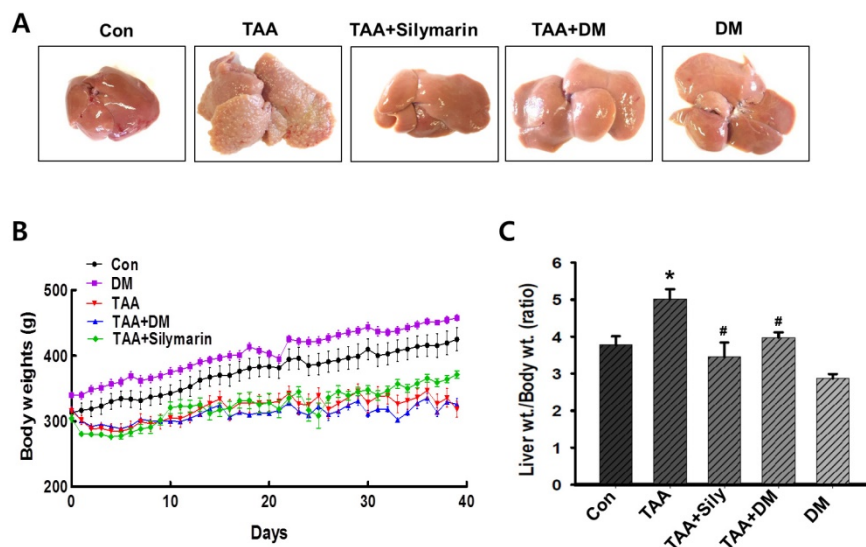 A
Con
TAA
TAA+Silymarin
TAA+DM
DM
B
Con
DM
TAA
TAA+DM
TAA+Silymarin
500
400
300
200
Body weights (g)
0
10
20
30
40
Days
C
6
5
4
3
2
1
0
Liver wt./Body wt. (ratio)
*
#
#
Con
TAA
TAA+Sily
TAA+DM
DM